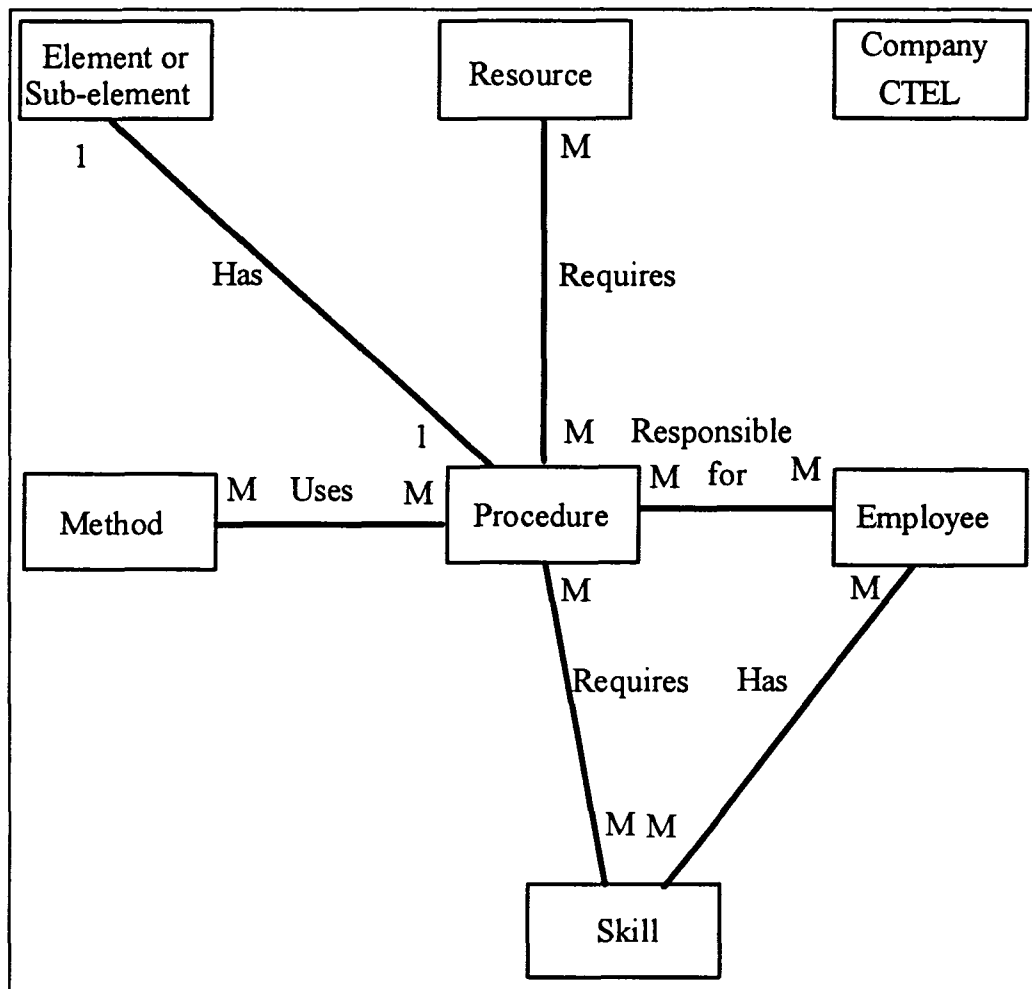 Element or
Sub-element
Resource
Company
CTEL
1
M
Has
Requires
1
M
Responsible
for
M
M
M
Uses
M
Method
Procedure
Employee
M
M
Requires
Has
M
M
Skill